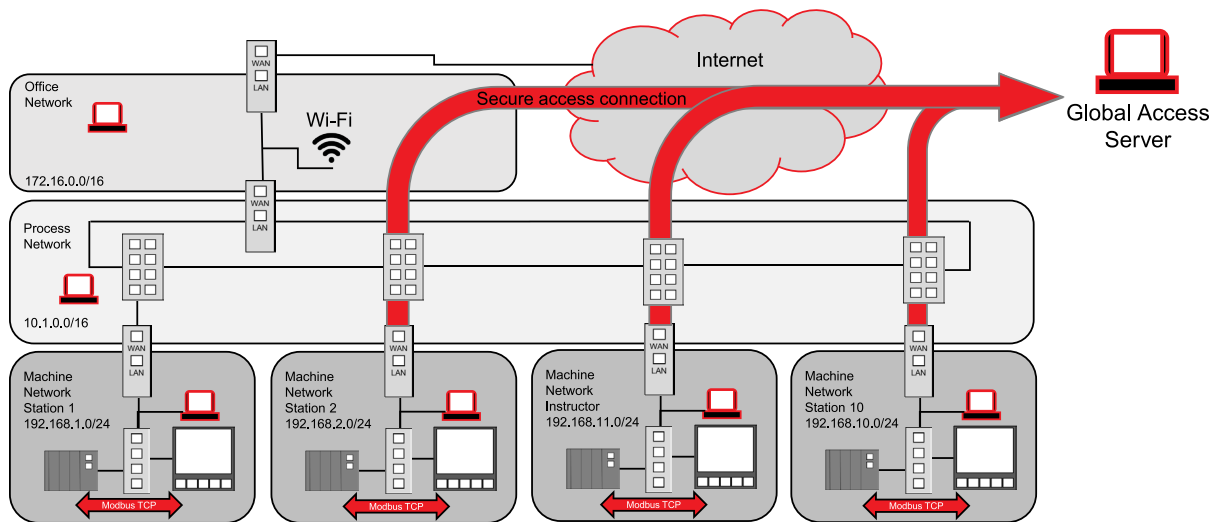 WAN
LAN
Office
Network
172.16.0.0/16
Wi-Fi
Internet
Secure access connection
Global Access
Server
WAN
LAN
Process
Network
10.1.0.0/16
WAN
LAN
WAN
LAN
WAN
LAN
WAN
LAN
Machine
Network
Station 1
192.168.1.0/24
Modbus TCP
Machine
Network
Station 2
192.168.2.0/24
Modbus TCP
Machine
Network
Instructor
192.168.11.0/24
Modbus TCP
Machine
Network
Station 10
192.168.10.0/24
Modbus TCP